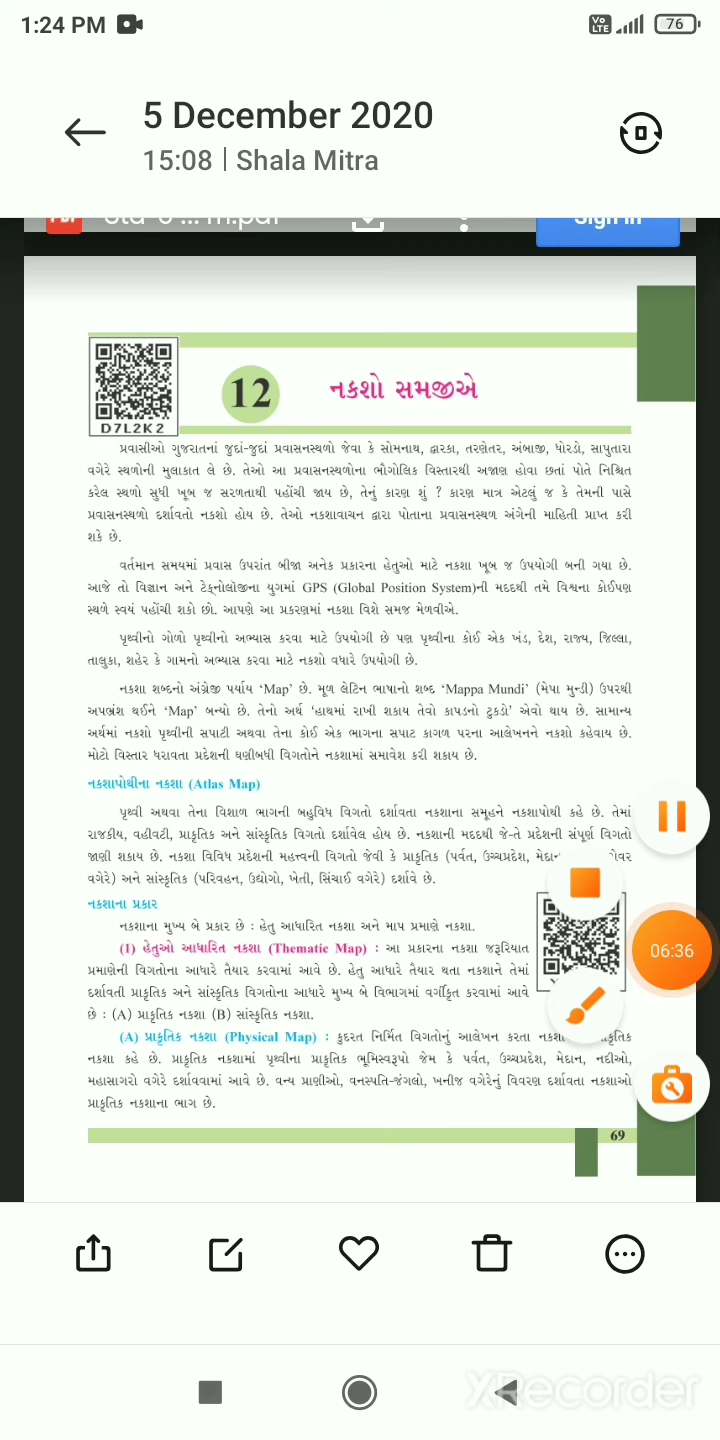 1:24 PM
Vo LTE 76
5 December 2020
15:08 | Shala Mitra
Sign in
D7L2K2
12
નકશો સમજીએ
પ્રવાસીઓ ગુજરાતનાં જુદાં-જુદાં પ્રવાસનસ્થળો જેવા કે સોમનાથ, દ્વારકા, તરણેતર, અંબાજી, ધોરડો, સાપુતારા
વગેરે સ્થળોની મુલાકાત લે છે. તેઓ આ પ્રવાસનસ્થળોના ભૌગોલિક વિસ્તારથી અજાણ હોવા છતાં પોતે નિશ્ચિત
કરેલ સ્થળો સુધી ખૂબ જ સરળતાથી પહોંચી જાય છે, તેનું કારણ શું ? કારણ માત્ર એટલું જ કે તેમની પાસે
પ્રવાસનસ્થળો દર્શાવતો નકશો હોય છે. તેઓ નકશાવાચન દ્વારા પોતાના પ્રવાસનસ્થળ અંગેની માહિતી પ્રાપ્ત કરી
શકે છે.
વર્તમાન સમયમાં પ્રવાસ ઉપરાંત બીજા અનેક પ્રકારના હેતુઓ માટે નકશા ખૂબ જ ઉપયોગી બની ગયા છે.
આજે તો વિજ્ઞાન અને ટેક્નોલૉજીના યુગમાં GPS (Global Position System)ની મદદથી તમે વિશ્વના કોઈપણ
સ્થળે સ્વયં પહોંચી શકો છો. આપણે આ પ્રકરણમાં નકશા વિશે સમજ મેળવીએ.
પૃથ્વીનો ગોળો પૃથ્વીનો અભ્યાસ કરવા માટે ઉપયોગી છે પણ પૃથ્વીના કોઈ એક ખંડ, દેશ, રાજ્ય, જિલ્લા,
તાલુકા, શહેર કે ગામનો અભ્યાસ કરવા માટે નકશો વધારે ઉપયોગી છે.
નકશા શબ્દનો અંગ્રેજી પર્યાય ‘Map’ છે. મૂળ લેટિન ભાષાનો શબ્દ ‘Mappa Mundi’ (મેપા મુન્ડી) ઉપરથી
અપભ્રંશ થઈને ‘Map’ બન્યો છે. તેનો અર્થ ‘હાથમાં રાખી શકાય તેવો કાપડનો ટુકડો’ એવો થાય છે. સામાન્ય
અર્થમાં નકશો પૃથ્વીની સપાટી અથવા તેના કોઈ એક ભાગના સપાટ કાગળ પરના આલેખનને નકશો કહેવાય છે.
મોટો વિસ્તાર ધરાવતા પ્રદેશની ઘણીબધી વિગતોને નકશામાં સમાવેશ કરી શકાય છે.
નકશાપોથીના નકશા (Atlas Map)
પૃથ્વી અથવા તેના વિશાળ ભાગની બહુવિધ વિગતો દર્શાવતા નકશાના સમૂહને નકશાપોથી કહે છે. તેમાં
રાજકીય, વહીવટી, પ્રાકૃતિક અને સાંસ્કૃતિક વિગતો દર્શાવેલ હોય છે. નકશાની મદદથી જે-તે પ્રદેશની સંપૂર્ણ વિગતો
જાણી શકાય છે. નકશા વિવિધ પ્રદેશની મહત્ત્વની વિગતો જેવી કે પ્રાકૃતિક (પર્વત, ઉચ્ચપ્રદેશ,
વગેરે) અને સાંસ્કૃતિક (પરિવહન, ઉદ્યોગો, ખેતી, સિંચાઈ વગેરે) દર્શાવે છે.
નકશાના પ્રકાર
નકશાના મુખ્ય બે પ્રકાર છે : હેતુ આધારિત નકશા અને માપ પ્રમાણે નકશા.
(1) હેતુઓ આધારિત નકશા (Thematic Map) : આ પ્રકારના નકશા જરૂરિયાત
પ્રમાણેની વિગતોના આધારે તૈયાર કરવામાં આવે છે. હેતુ આધારે તૈયાર થતા નકશાને તેમાં
દર્શાવતી પ્રાકૃતિક અને સાંસ્કૃતિક વિગતોના આધારે મુખ્ય બે વિભાગમાં વર્ગીકૃત કરવામાં આવે
છે : (A) પ્રાકૃતિક નકશા (B) સાંસ્કૃતિક નકશા.
06:36
(A) પ્રાકૃતિક નકશા (Physical Map) : કુદરત નિર્મિત વિગતોનું આલેખન કરતા
નકશા કહે છે. પ્રાકૃતિક નકશામાં પૃથ્વીના પ્રાકૃતિક ભૂમિસ્વરૂપો જેમ કે પર્વત, ઉચ્ચપ્રદેશ, મેદાન, નદીઓ,
મહાસાગરો વગેરે દર્શાવવામાં આવે છે. વન્ય પ્રાણીઓ, વનસ્પતિ-જંગલો, ખનીજ વગેરેનું વિવરણ દર્શાવતા નકશાઓ
પ્રાકૃતિક નકશાના ભાગ છે.
69
XRecorder